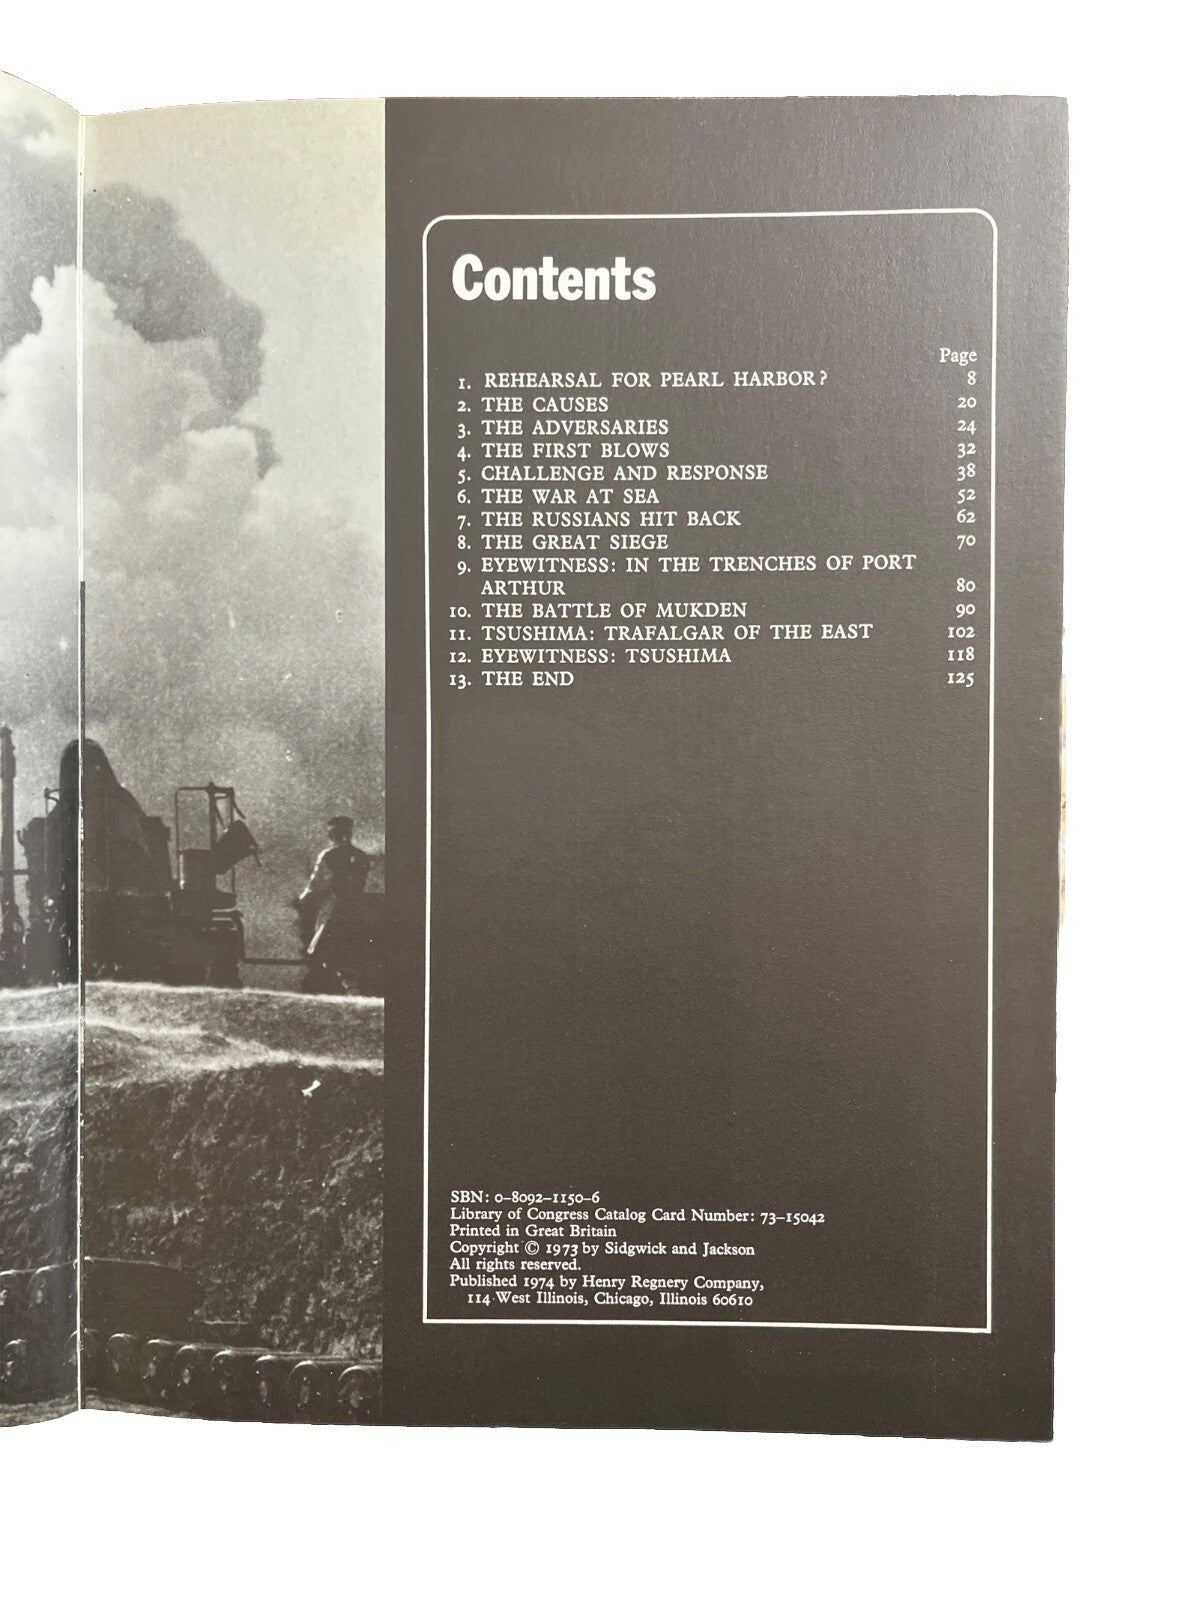 Contents
Page
1. REHEARSAL FOR PEARL HARBOR? 8
2. THE CAUSES 20
3. THE ADVERSARIES 24
4. THE FIRST BLOWS 32
5. CHALLENGE AND RESPONSE 38
6. THE WAR AT SEA 52
7. THE RUSSIANS HIT BACK 62
8. THE GREAT SIEGE 70
9. EYEWITNESS: IN THE TRENCHES OF PORT
ARTHUR 80
10. THE BATTLE OF MUKDEN 90
11. TSUSHIMA: TRAFALGAR OF THE EAST 102
12. EYEWITNESS: TSUSHIMA 118
13. THE END 125
SBN: 0-8092-1150-6
Library of Congress Catalog Card Number: 73-15042
Printed in Great Britain
Copyright © 1973 by Sidgwick and Jackson
All rights reserved.
Published 1974 by Henry Regnery Company,
114 West Illinois, Chicago, Illinois 60610